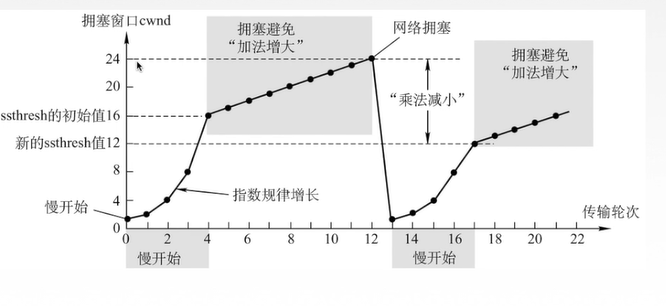 拥塞窗口cwnd
24
20
ssthresh的初始值16
新的ssthresh值12
8
4
0
慢开始
拥塞避免
“加法增大”
网络拥塞
“乘法减小”
拥塞避免
“加法增大”
指数规律增长
传输轮次
0 2 4 6 8 10 12 14 16 18 20 22
慢开始
慢开始